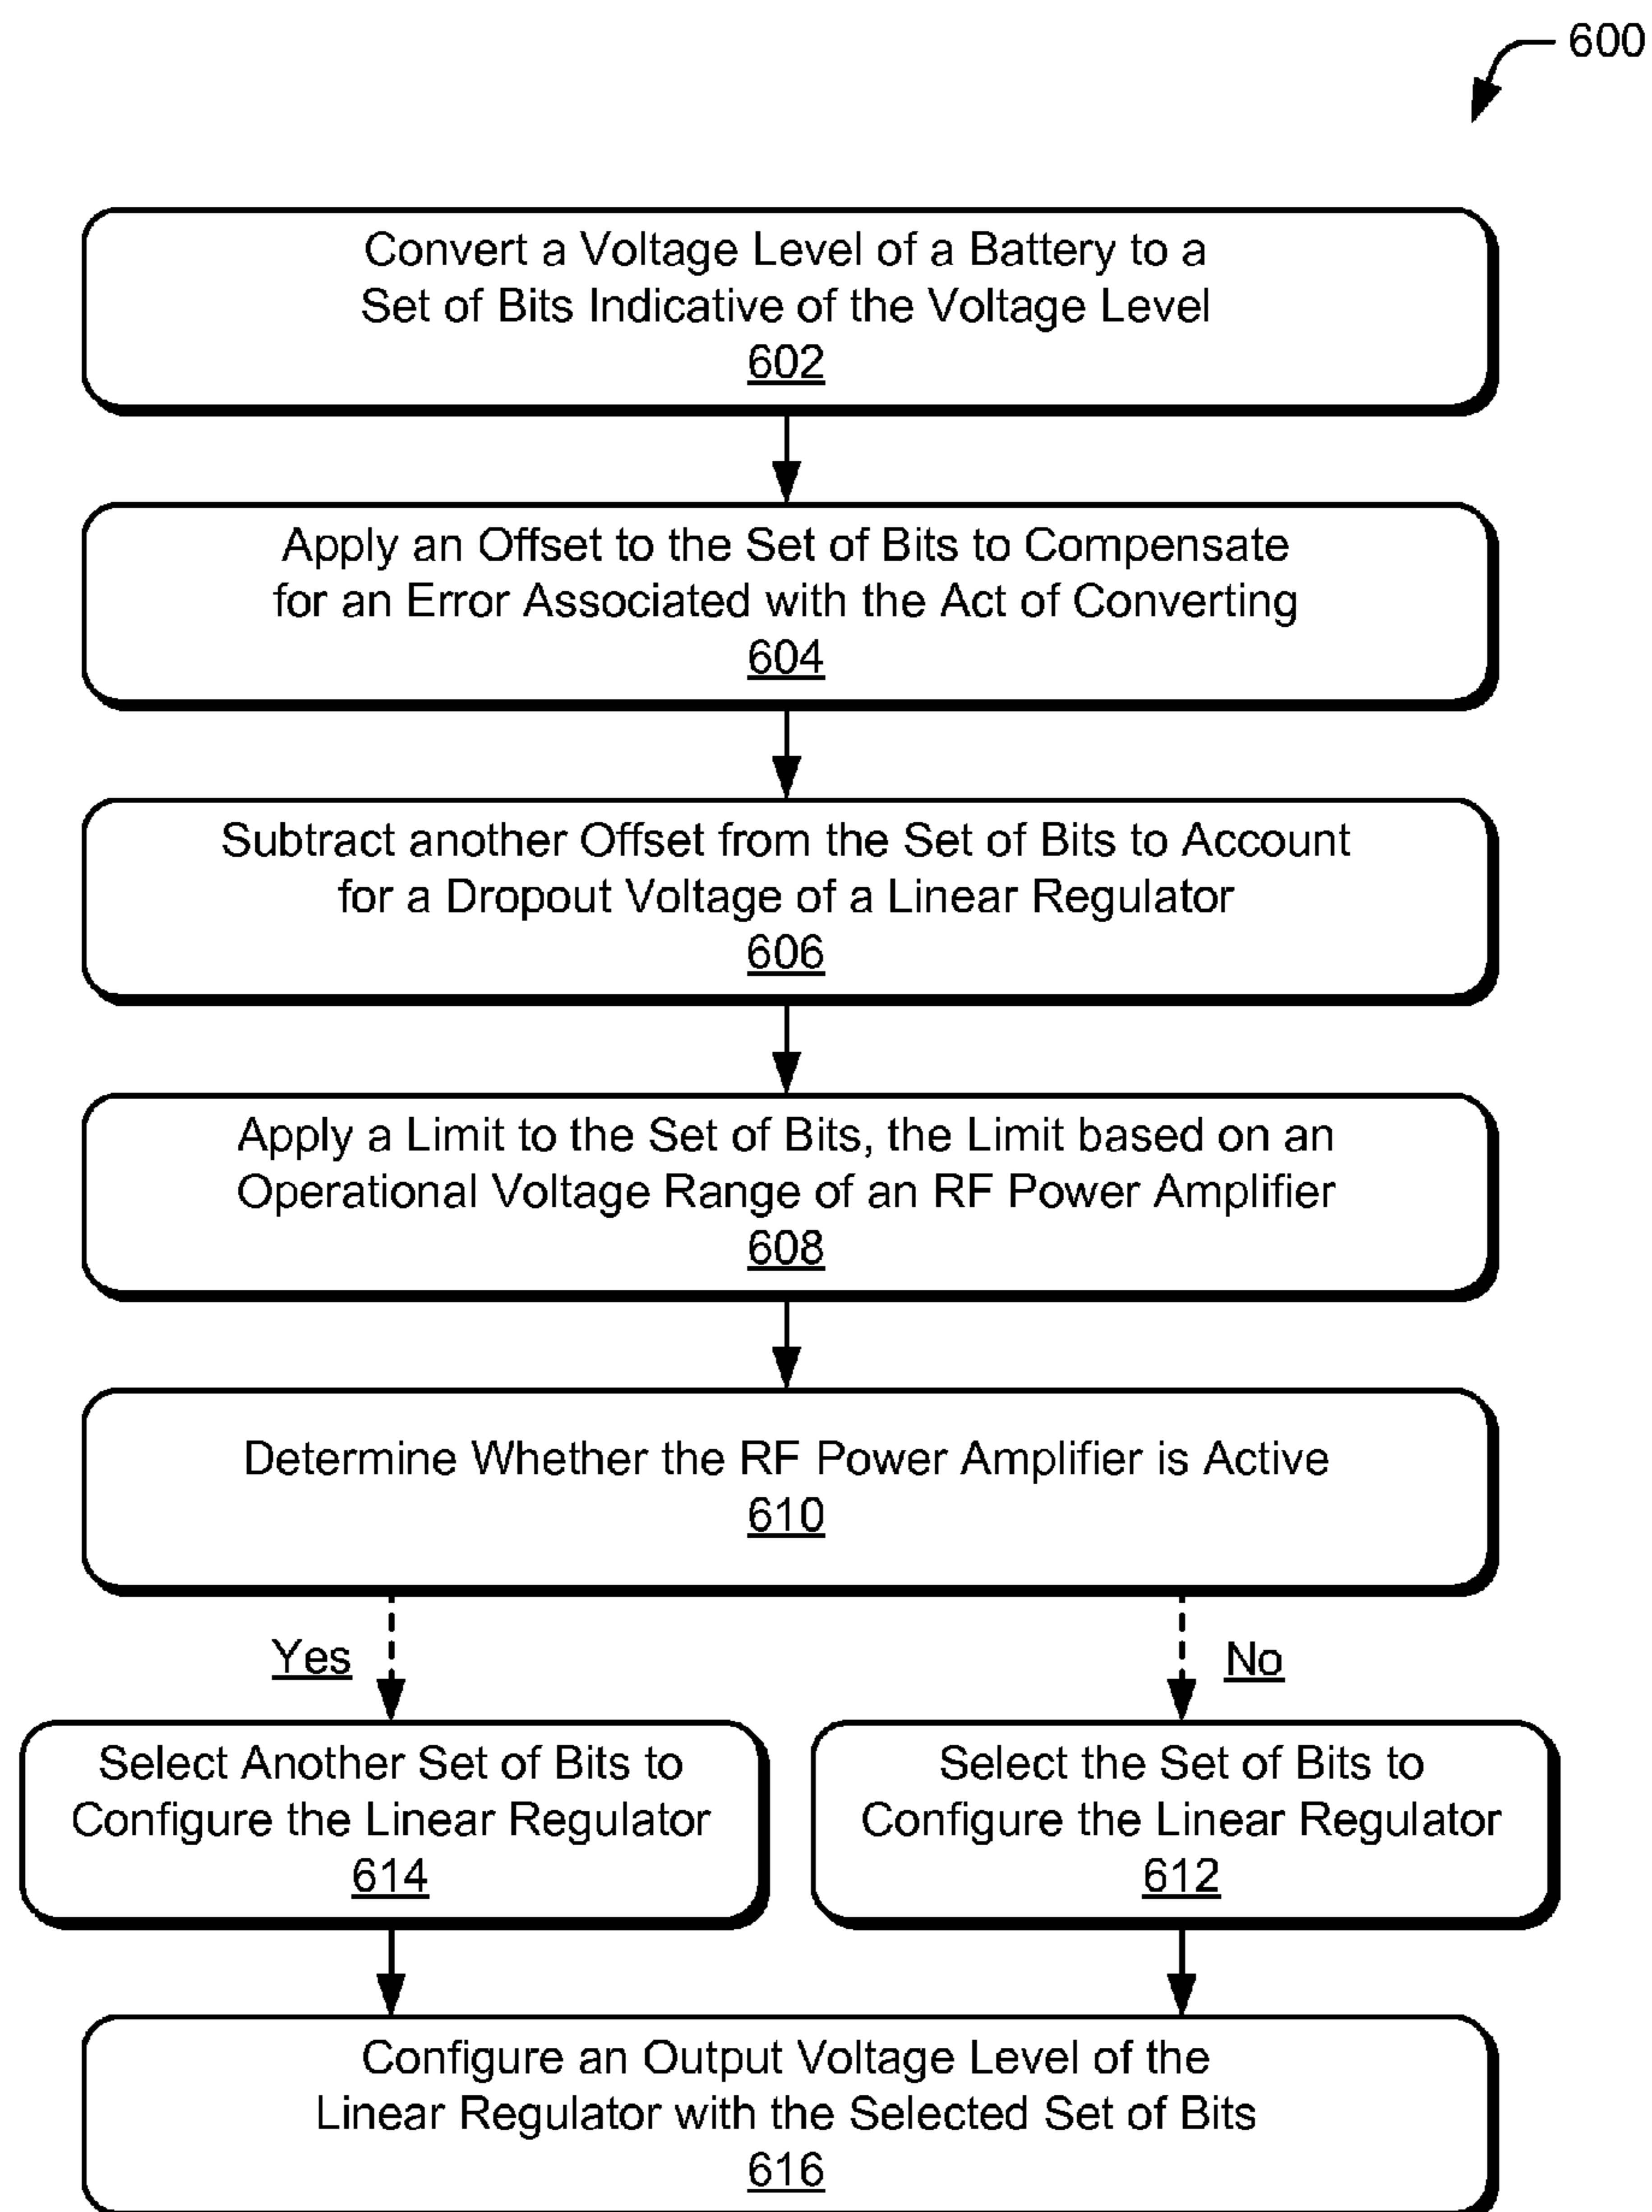 600
Convert a Voltage Level of a Battery to a
Set of Bits Indicative of the Voltage Level
602
Apply an Offset to the Set of Bits to Compensate
for an Error Associated with the Act of Converting
604
Subtract another Offset from the Set of Bits to Account
for a Dropout Voltage of a Linear Regulator
606
Apply a Limit to the Set of Bits, the Limit based on an
Operational Voltage Range of an RF Power Amplifier
608
Determine Whether the RF Power Amplifier is Active
610
Yes
No
Select Another Set of Bits to
Configure the Linear Regulator
614
Select the Set of Bits to
Configure the Linear Regulator
612
Configure an Output Voltage Level of the
Linear Regulator with the Selected Set of Bits
616